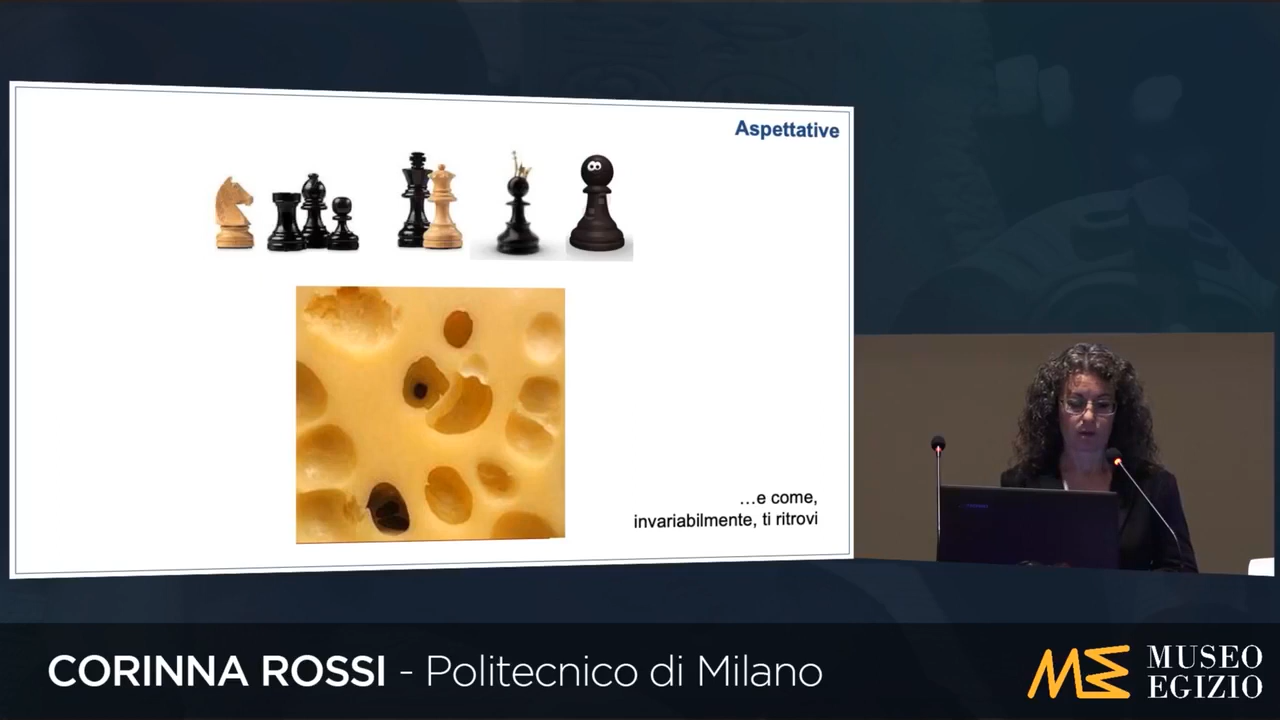 Aspettative
…e come,
invariabilmente, ti ritrovi
CORINNA ROSSI - Politecnico di Milano
MUSEO
EGIZIO